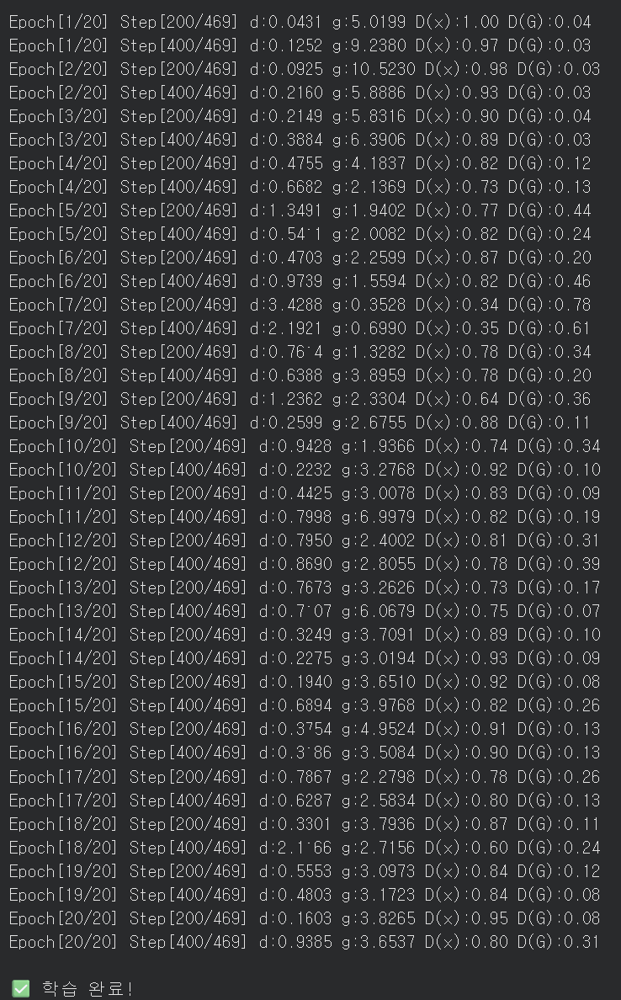 Epoch[1/20] Step[200/469] d:0.0431 g:5.0199 D(x):1.00 D(G):0.04
Epoch[1/20] Step[400/469] d:0.1252 g:9.2380 D(x):0.97 D(G):0.03
Epoch[2/20] Step[200/469] d:0.0925 g:10.5230 D(x):0.98 D(G):0.03
Epoch[2/20] Step[400/469] d:0.2160 g:5.8886 D(x):0.93 D(G):0.03
Epoch[3/20] Step[200/469] d:0.2149 g:5.8316 D(x):0.90 D(G):0.04
Epoch[3/20] Step[400/469] d:0.3884 g:6.3906 D(x):0.89 D(G):0.03
Epoch[4/20] Step[200/469] d:0.4755 g:4.1837 D(x):0.82 D(G):0.12
Epoch[4/20] Step[400/469] d:0.6682 g:2.1369 D(x):0.73 D(G):0.13
Epoch[5/20] Step[200/469] d:1.3491 g:1.9402 D(x):0.77 D(G):0.44
Epoch[5/20] Step[400/469] d:0.5411 g:2.0082 D(x):0.82 D(G):0.24
Epoch[6/20] Step[200/469] d:0.4703 g:2.2599 D(x):0.87 D(G):0.20
Epoch[6/20] Step[400/469] d:0.9739 g:1.5594 D(x):0.82 D(G):0.46
Epoch[7/20] Step[200/469] d:3.4288 g:0.3528 D(x):0.34 D(G):0.78
Epoch[7/20] Step[400/469] d:2.1921 g:0.6990 D(x):0.35 D(G):0.61
Epoch[8/20] Step[200/469] d:0.7614 g:1.3282 D(x):0.78 D(G):0.34
Epoch[8/20] Step[400/469] d:0.6388 g:3.8959 D(x):0.78 D(G):0.20
Epoch[9/20] Step[200/469] d:1.2362 g:2.3304 D(x):0.64 D(G):0.36
Epoch[9/20] Step[400/469] d:0.2599 g:2.6755 D(x):0.88 D(G):0.11
Epoch[10/20] Step[200/469] d:0.9428 g:1.9366 D(x):0.74 D(G):0.34
Epoch[10/20] Step[400/469] d:0.2232 g:3.2768 D(x):0.92 D(G):0.10
Epoch[11/20] Step[200/469] d:0.4425 g:3.0078 D(x):0.83 D(G):0.09
Epoch[11/20] Step[400/469] d:0.7998 g:6.9979 D(x):0.82 D(G):0.19
Epoch[12/20] Step[200/469] d:0.7950 g:2.4002 D(x):0.81 D(G):0.31
Epoch[12/20] Step[400/469] d:0.8690 g:2.8055 D(x):0.78 D(G):0.39
Epoch[13/20] Step[200/469] d:0.7673 g:3.2626 D(x):0.73 D(G):0.17
Epoch[13/20] Step[400/469] d:0.7107 g:6.0679 D(x):0.75 D(G):0.07
Epoch[14/20] Step[200/469] d:0.3249 g:3.7091 D(x):0.89 D(G):0.10
Epoch[14/20] Step[400/469] d:0.2275 g:3.0194 D(x):0.93 D(G):0.09
Epoch[15/20] Step[200/469] d:0.1940 g:3.6510 D(x):0.92 D(G):0.08
Epoch[15/20] Step[400/469] d:0.6894 g:3.9768 D(x):0.82 D(G):0.26
Epoch[16/20] Step[200/469] d:0.3754 g:4.9524 D(x):0.91 D(G):0.13
Epoch[16/20] Step[400/469] d:0.3186 g:3.5084 D(x):0.90 D(G):0.13
Epoch[17/20] Step[200/469] d:0.7867 g:2.2798 D(x):0.78 D(G):0.26
Epoch[17/20] Step[400/469] d:0.6287 g:2.5834 D(x):0.80 D(G):0.13
Epoch[18/20] Step[200/469] d:0.3301 g:3.7936 D(x):0.87 D(G):0.11
Epoch[18/20] Step[400/469] d:2.1166 g:2.7156 D(x):0.60 D(G):0.24
Epoch[19/20] Step[200/469] d:0.5553 g:3.0973 D(x):0.84 D(G):0.12
Epoch[19/20] Step[400/469] d:0.4803 g:3.1723 D(x):0.84 D(G):0.08
Epoch[20/20] Step[200/469] d:0.1603 g:3.8265 D(x):0.95 D(G):0.08
Epoch[20/20] Step[400/469] d:0.9385 g:3.6537 D(x):0.80 D(G):0.31
✅ 학습 완료!